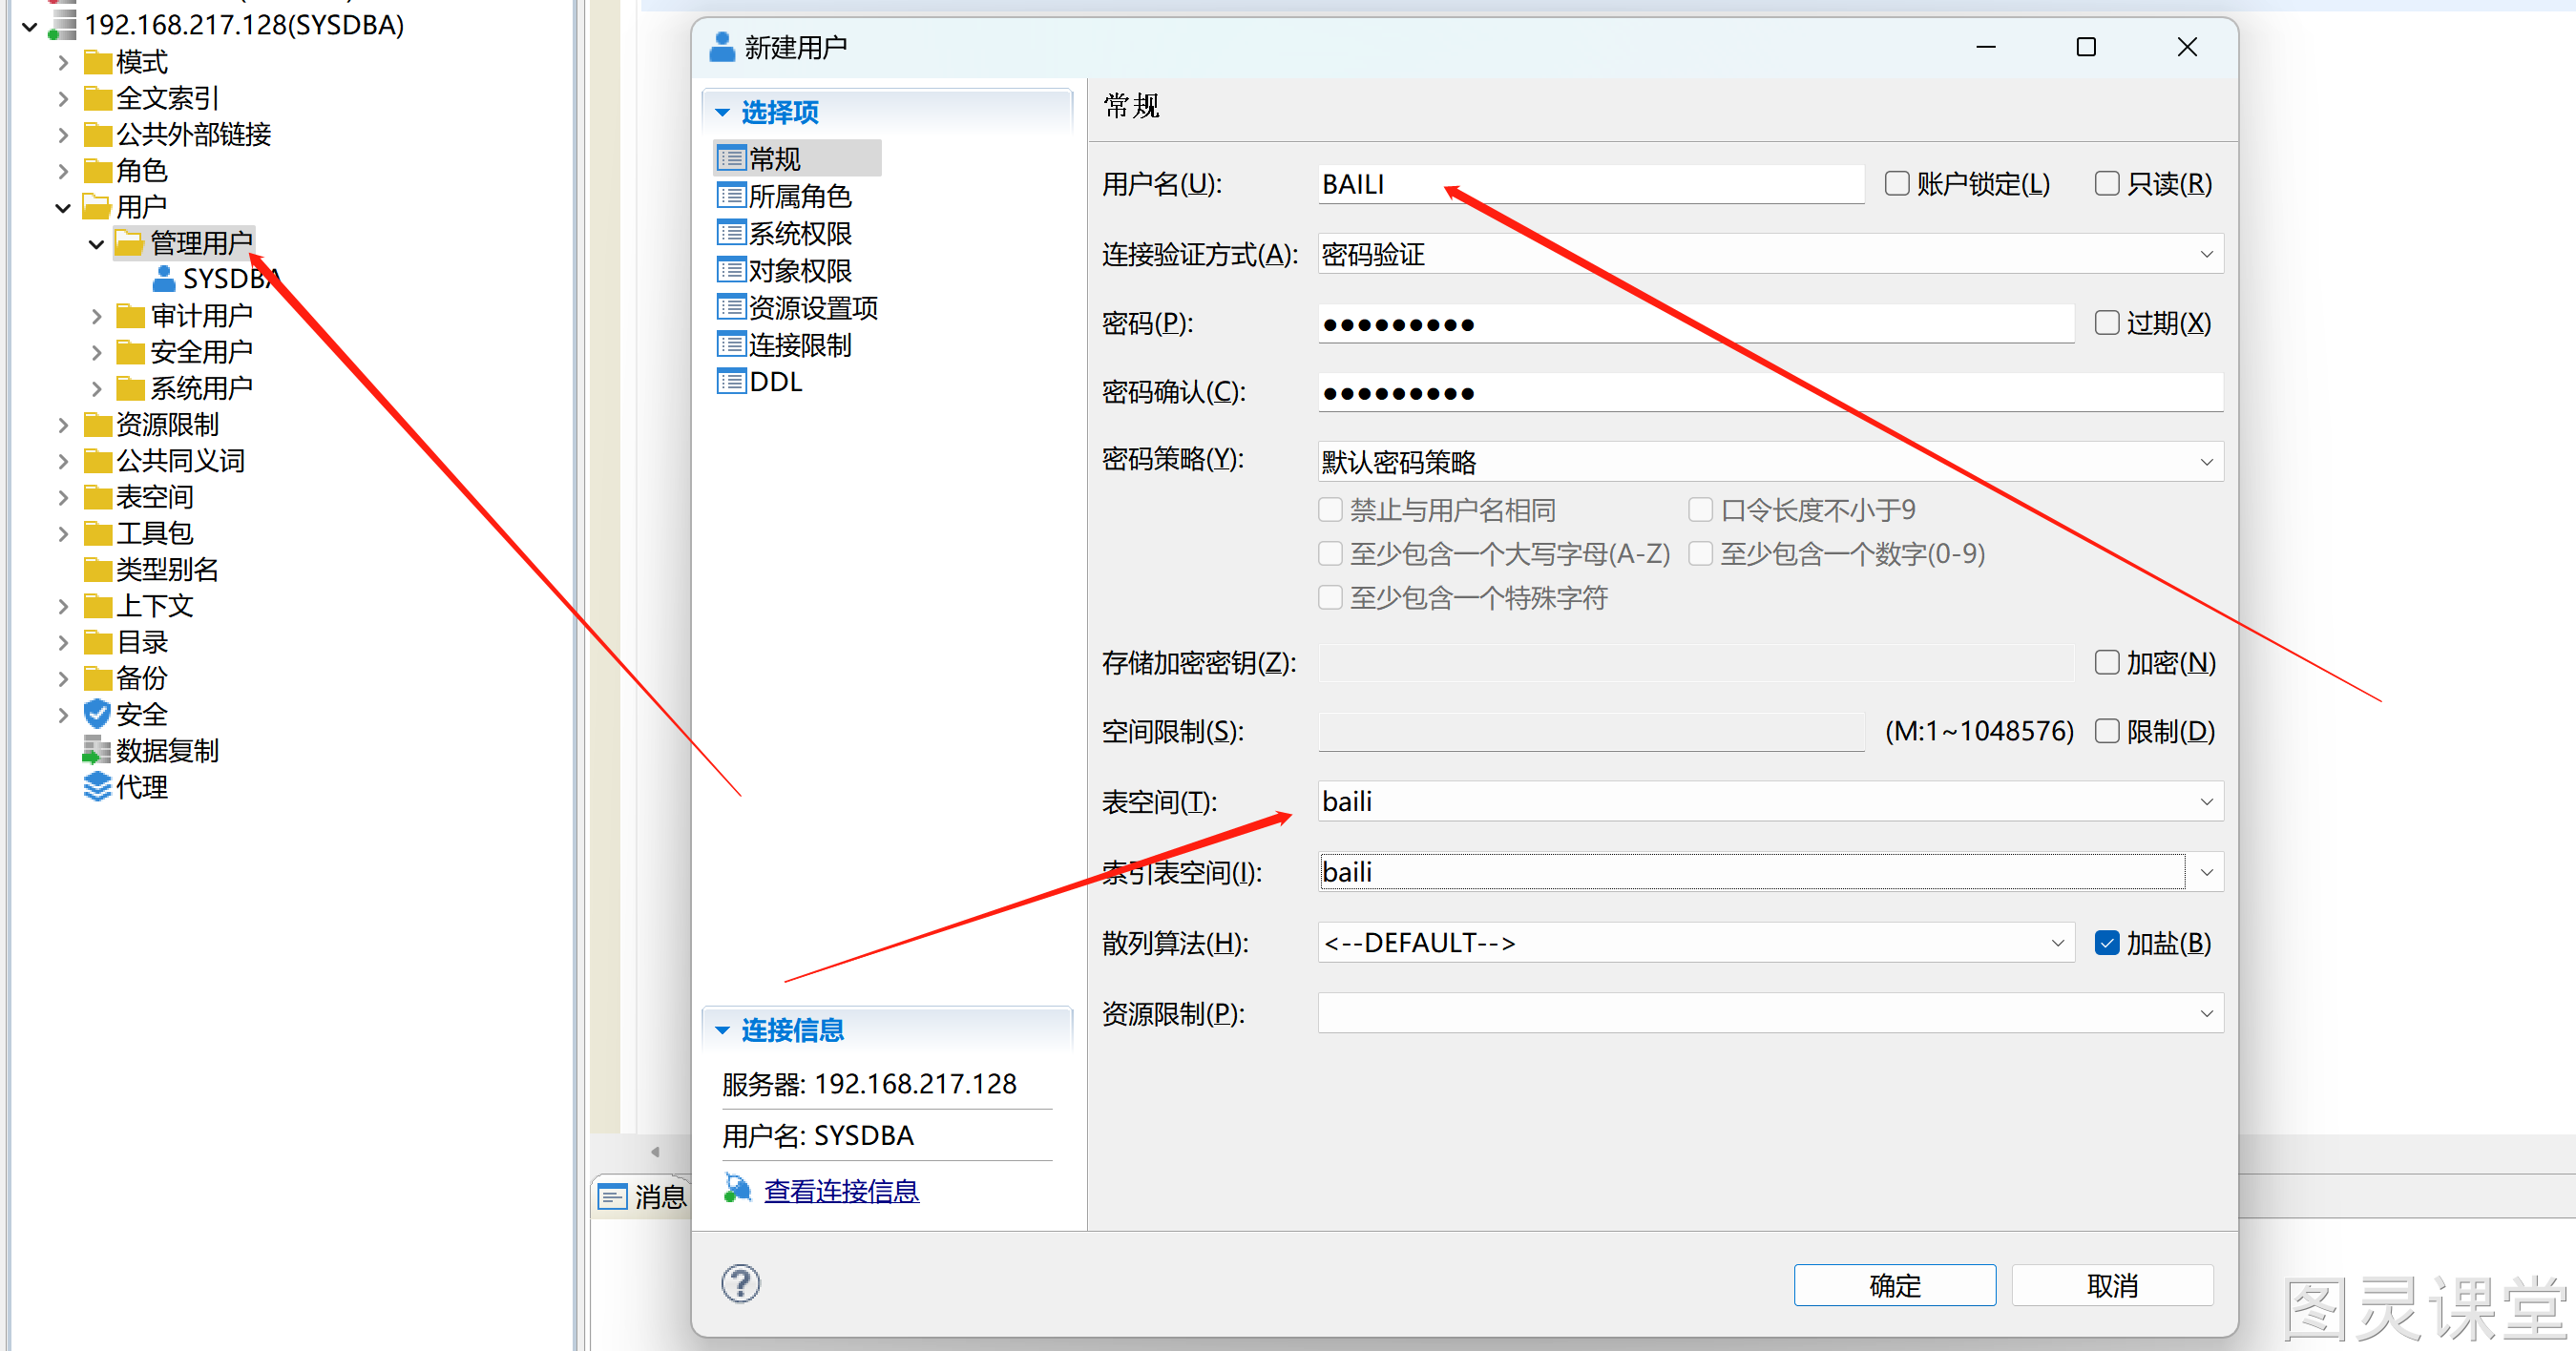 192.168.217.128(SYSDBA)
模式
全文索引
公共外部链接
角色
用户
管理用户
SYSDBA
审计用户
安全用户
系统用户
资源限制
公共同义词
表空间
工具包
类型别名
上下文
目录
备份
安全
数据复制
代理
消息
新建用户
选择项
常规
所属角色
系统权限
对象权限
资源设置项
连接限制
DDL
连接信息
服务器: 192.168.217.128
用户名: SYSDBA
查看连接信息
常规
用户名(U): BAILI 账户锁定(L) 只读(R)
连接验证方式(A): 密码验证
密码(P): ●●●●●●●●● 过期(X)
密码确认(C): ●●●●●●●●●
密码策略(Y): 默认密码策略
禁止与用户名相同 口令长度不小于9
至少包含一个大写字母(A-Z) 至少包含一个数字(0-9)
至少包含一个特殊字符
存储加密密钥(Z): 加密(N)
空间限制(S): (M:1~1048576) 限制(D)
表空间(T): baili
索引表空间(I): baili
散列算法(H): <--DEFAULT--> 加盐(B)
资源限制(P):
确定 取消
图灵课堂